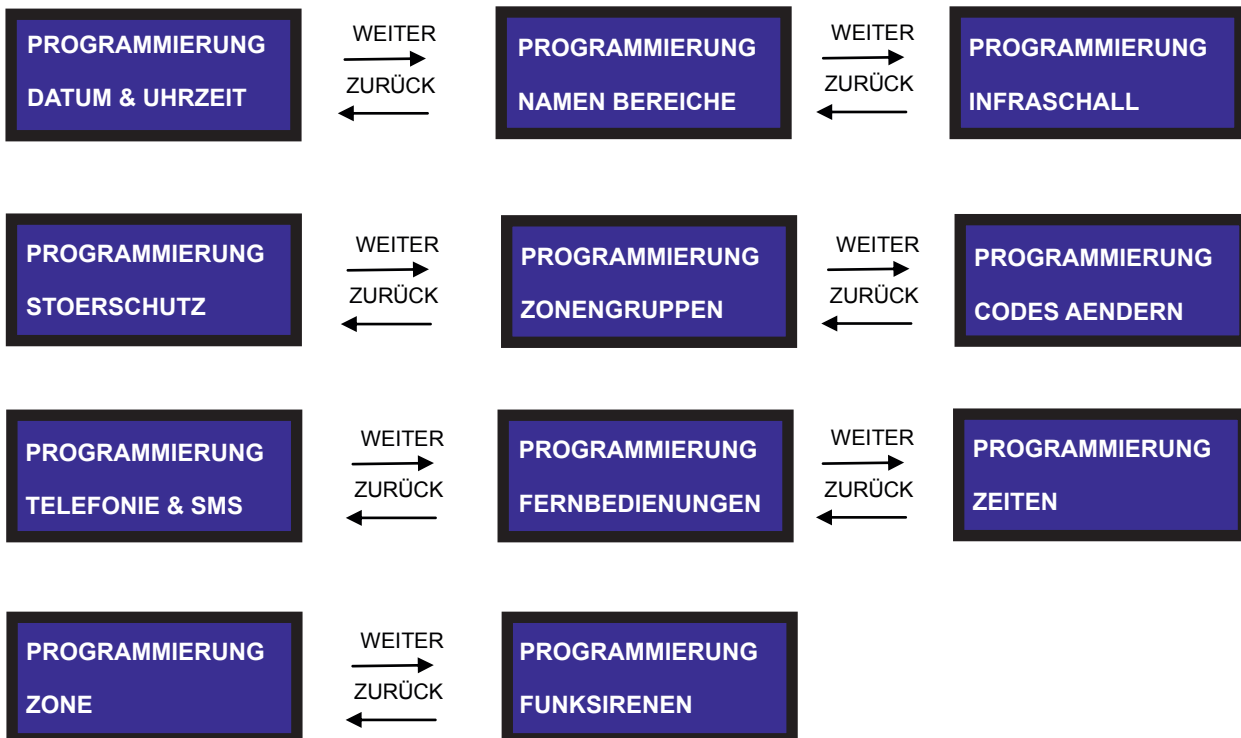 PROGRAMMIERUNG
DATUM & UHRZEIT
WEITER
ZURÜCK
PROGRAMMIERUNG
NAMEN BEREICHE
WEITER
ZURÜCK
PROGRAMMIERUNG
INFRASCHALL
PROGRAMMIERUNG
STOERSCHUTZ
WEITER
ZURÜCK
PROGRAMMIERUNG
ZONENGRUPPEN
WEITER
ZURÜCK
PROGRAMMIERUNG
CODES AENDERN
PROGRAMMIERUNG
TELEFONIE & SMS
WEITER
ZURÜCK
PROGRAMMIERUNG
FERNBEDIENUNGEN
WEITER
ZURÜCK
PROGRAMMIERUNG
ZEITEN
PROGRAMMIERUNG
ZONE
WEITER
ZURÜCK
PROGRAMMIERUNG
FUNKSIRENEN